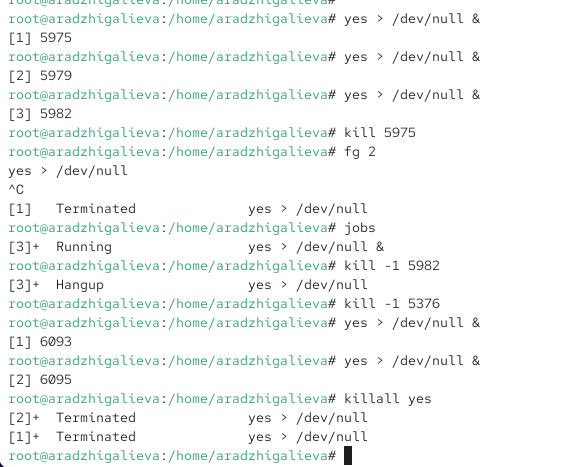 root@aradzhigalieva:/home/aradzhigalieva#
root@aradzhigalieva:/home/aradzhigalieva# yes > /dev/null &
[1] 5975
root@aradzhigalieva:/home/aradzhigalieva# yes > /dev/null &
[2] 5979
root@aradzhigalieva:/home/aradzhigalieva# yes > /dev/null &
[3] 5982
root@aradzhigalieva:/home/aradzhigalieva# kill 5975
root@aradzhigalieva:/home/aradzhigalieva# fg 2
yes > /dev/null
^C
[1]   Terminated              yes > /dev/null
root@aradzhigalieva:/home/aradzhigalieva# jobs
[3]+  Running                 yes > /dev/null &
root@aradzhigalieva:/home/aradzhigalieva# kill -1 5982
[3]+  Hangup                  yes > /dev/null
root@aradzhigalieva:/home/aradzhigalieva# kill -1 5376
root@aradzhigalieva:/home/aradzhigalieva# yes > /dev/null &
[1] 6093
root@aradzhigalieva:/home/aradzhigalieva# yes > /dev/null &
[2] 6095
root@aradzhigalieva:/home/aradzhigalieva# killall yes
[2]+  Terminated              yes > /dev/null
[1]+  Terminated              yes > /dev/null
root@aradzhigalieva:/home/aradzhigalieva#